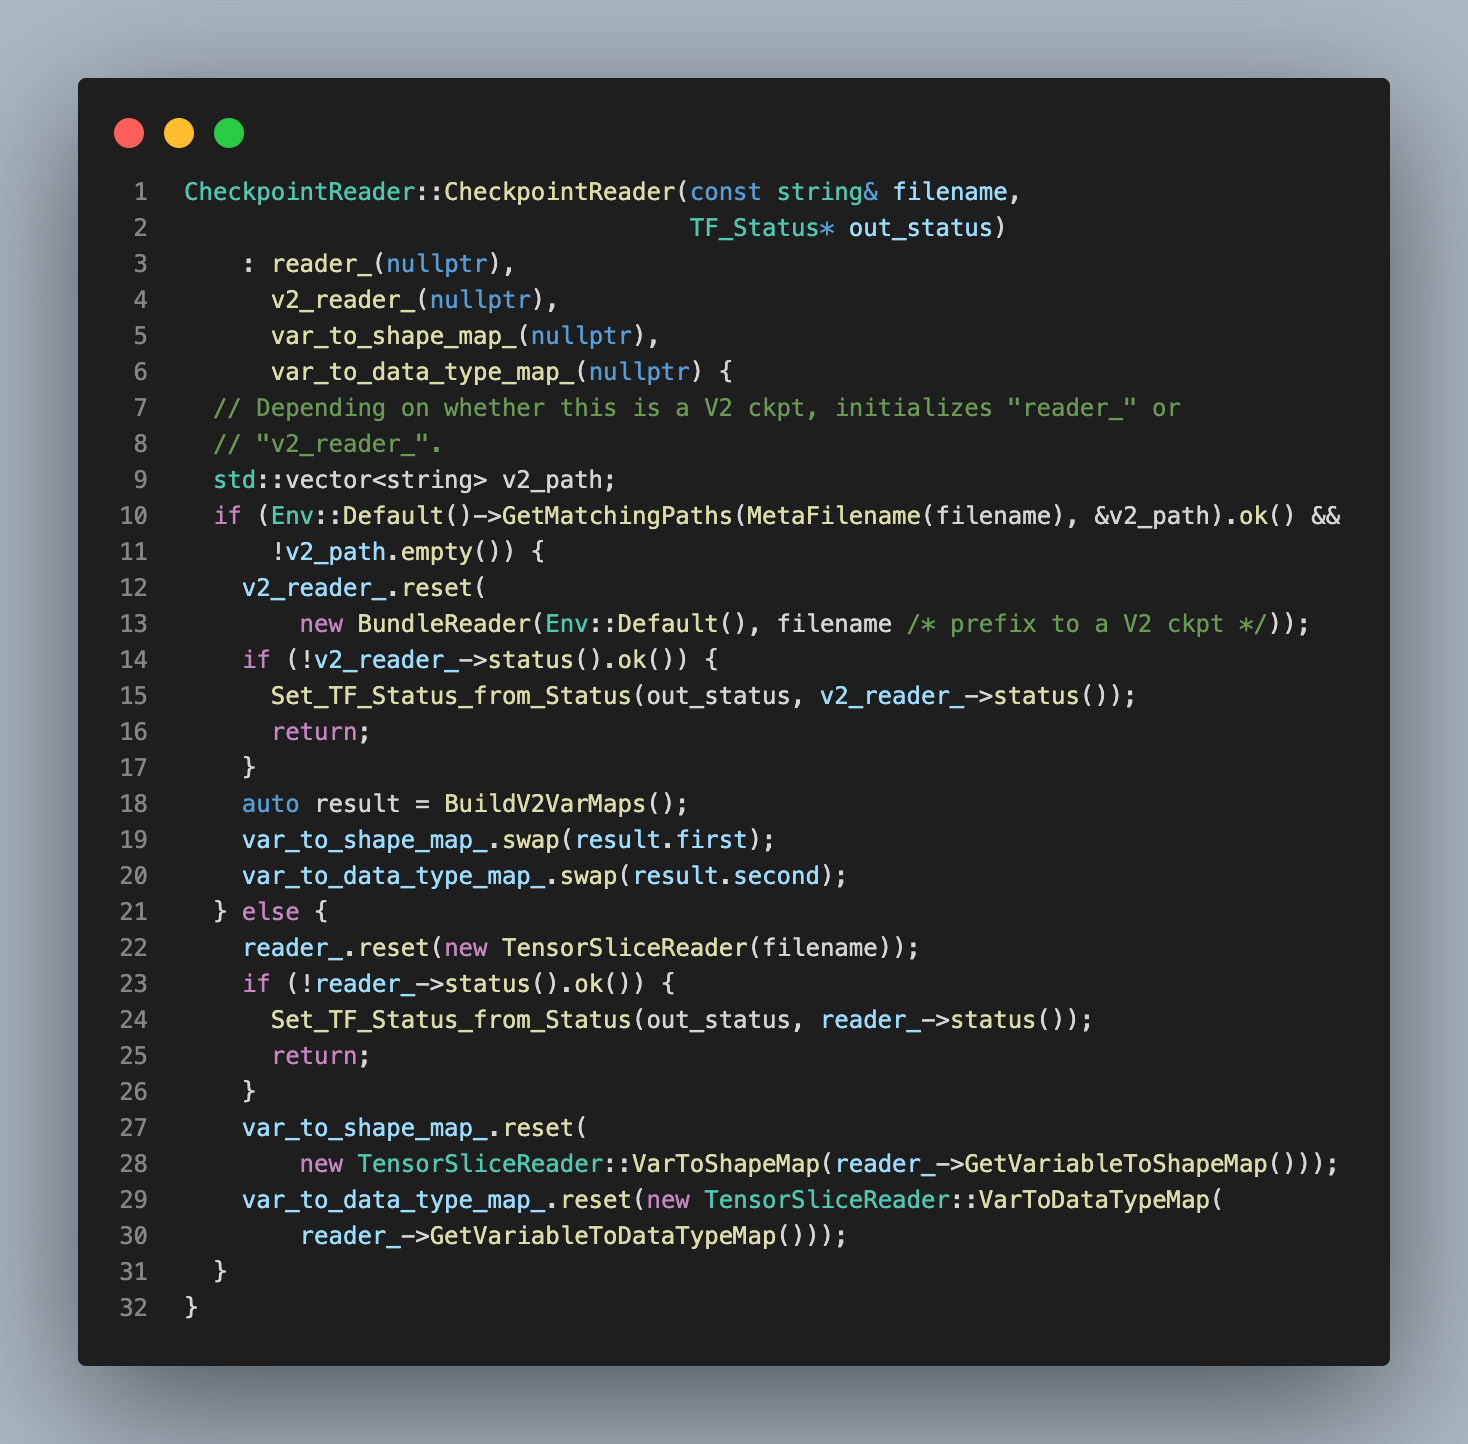 1 CheckpointReader::CheckpointReader(const string& filename,
2                                    TF_Status* out_status)
3     : reader_(nullptr),
4       v2_reader_(nullptr),
5       var_to_shape_map_(nullptr),
6       var_to_data_type_map_(nullptr) {
7   // Depending on whether this is a V2 ckpt, initializes "reader_" or
8   // "v2_reader_".
9   std::vector<string> v2_path;
10   if (Env::Default()->GetMatchingPaths(MetaFilename(filename), &v2_path).ok() &&
11       !v2_path.empty()) {
12     v2_reader_.reset(
13         new BundleReader(Env::Default(), filename /* prefix to a V2 ckpt */));
14     if (!v2_reader_->status().ok()) {
15       Set_TF_Status_from_Status(out_status, v2_reader_->status());
16       return;
17     }
18     auto result = BuildV2VarMaps();
19     var_to_shape_map_.swap(result.first);
20     var_to_data_type_map_.swap(result.second);
21   } else {
22     reader_.reset(new TensorSliceReader(filename));
23     if (!reader_->status().ok()) {
24       Set_TF_Status_from_Status(out_status, reader_->status());
25       return;
26     }
27     var_to_shape_map_.reset(
28         new TensorSliceReader::VarToShapeMap(reader_->GetVariableToShapeMap()));
29     var_to_data_type_map_.reset(new TensorSliceReader::VarToDataTypeMap(
30         reader_->GetVariableToDataTypeMap()));
31   }
32 }